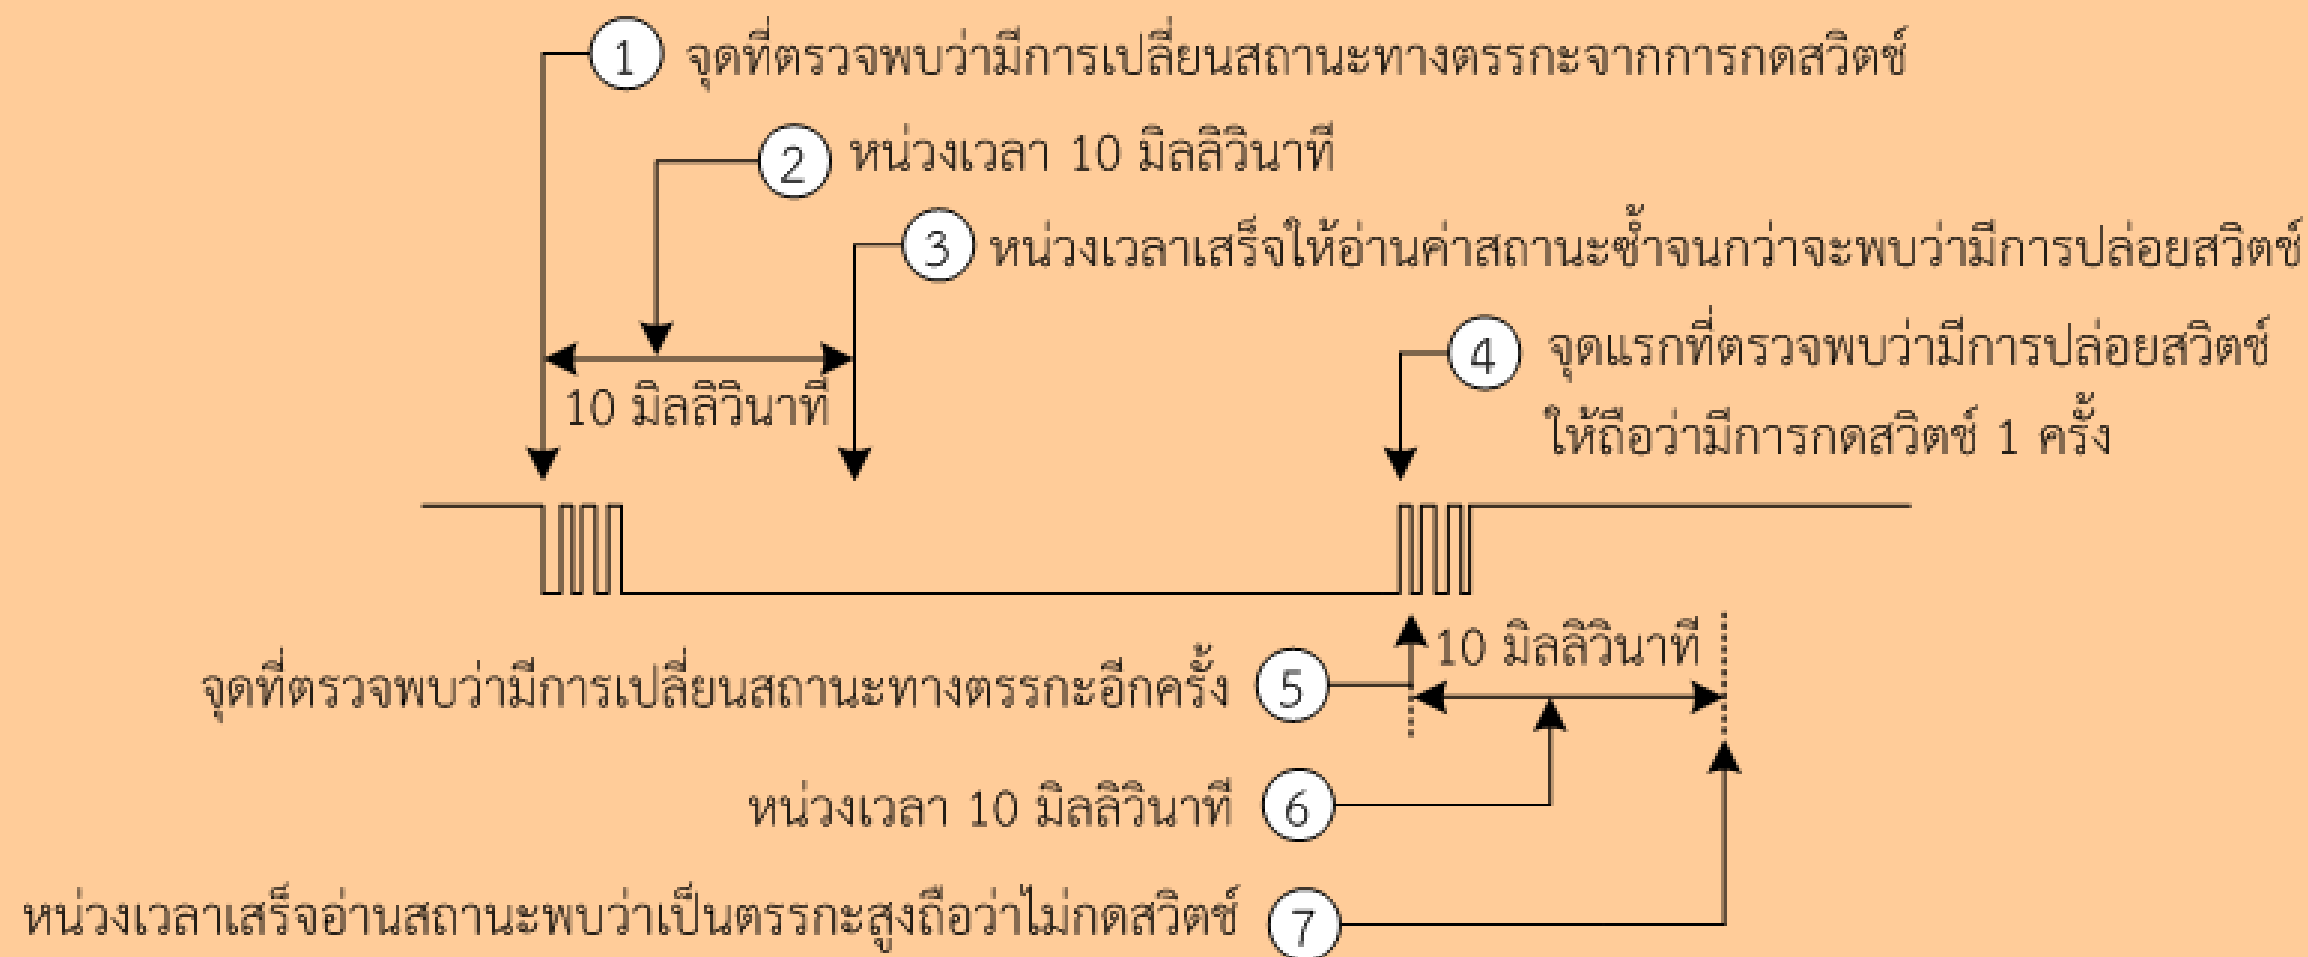 1 จุดที่ตรวจพบว่ามีการเปลี่ยนสถานะทางตรรกะจากการกดสวิตช์
2 หน่วงเวลา 10 มิลลิวินาที
3 หน่วงเวลาเสร็จให้อ่านค่าสถานะซ้ำจนกว่าจะพบว่ามีการปล่อยสวิตช์
4 จุดแรกที่ตรวจพบว่ามีการปล่อยสวิตช์
ให้ถือว่ามีการกดสวิตช์ 1 ครั้ง
10 มิลลิวินาที
10 มิลลิวินาที
จุดที่ตรวจพบว่ามีการเปลี่ยนสถานะทางตรรกะอีกครั้ง 5
หน่วงเวลา 10 มิลลิวินาที 6
หน่วงเวลาเสร็จอ่านสถานะพบว่าเป็นตรรกะสูงถือว่าไม่กดสวิตช์ 7